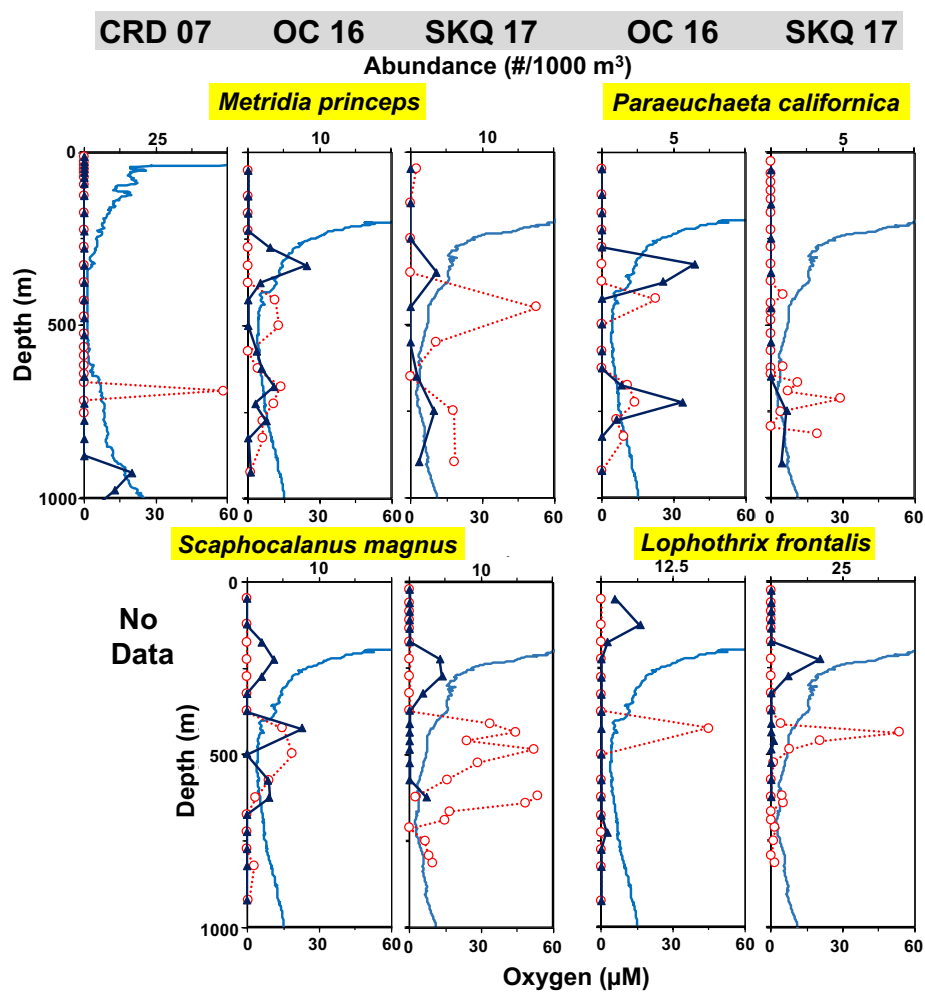 CRD 07 OC 16 SKQ 17 OC 16 SKQ 17
Abundance (#/1000 m³)
Metridia princeps Paraeuchaeta californica
25 10 10 5 5
0
500
1000
Depth (m)
0 30 60 0 30 60 0 30 60 0 30 60 0 30 60
Scaphocalanus magnus Lophothrix frontalis
10 10 12.5 25
No
Data
0
500
1000
Depth (m)
0 30 60 0 30 60 0 30 60 0 30 60
Oxygen (µM)